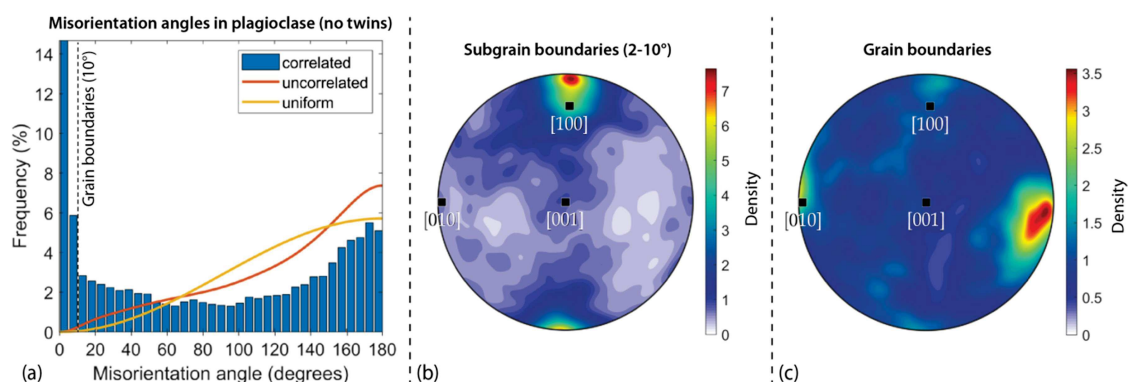 Misorientation angles in plagioclase (no twins)
14
12
10
8
6
4
2
0
Frequency (%)
Grain boundaries (10°)
correlated
uncorrelated
uniform
0 20 40 60 80 100 120 140 160 180
Misorientation angle (degrees)
(a)
Subgrain boundaries (2-10°)
[100]
[010]
[001]
7
6
5
4
3
2
1
0
Density
(b)
Grain boundaries
[100]
[010]
[001]
3.5
3
2.5
2
1.5
1
0.5
0
Density
(c)